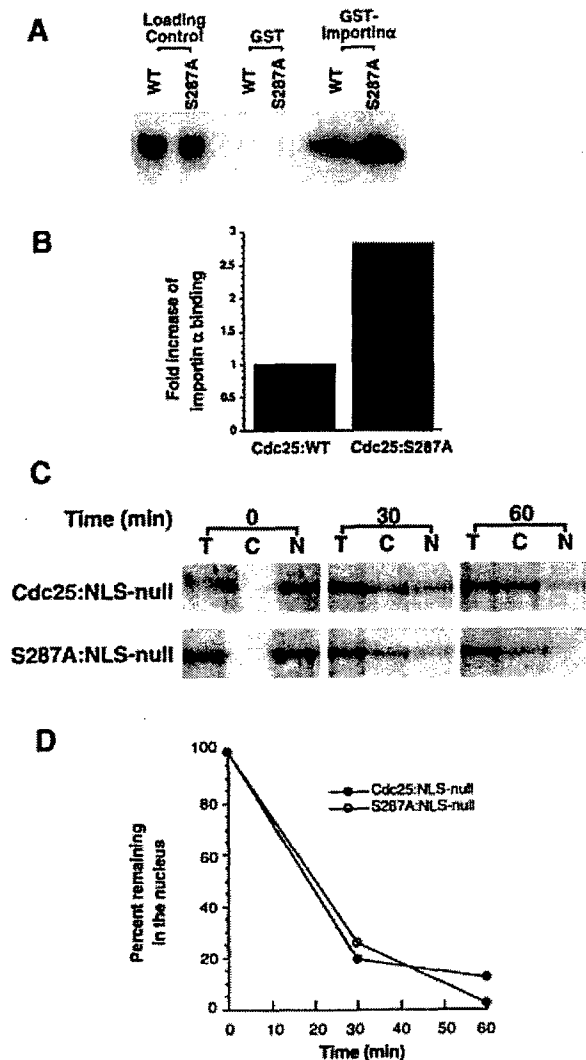 A
Loading Control
GST
GST-Importinα
WT
S287A
WT
S287A
WT
S287A
B
Fold increase of importin α binding
3
2.5
2
1.5
1
0.5
0
Cdc25:WT
Cdc25:S287A
C
Time (min)
0
30
60
T C N T C N T C N
Cdc25:NLS-null
S287A:NLS-null
D
Percent remaining in the nucleus
100
80
60
40
20
0
Cdc25:NLS-null
S287A:NLS-null
0 10 20 30 40 50 60
Time (min)